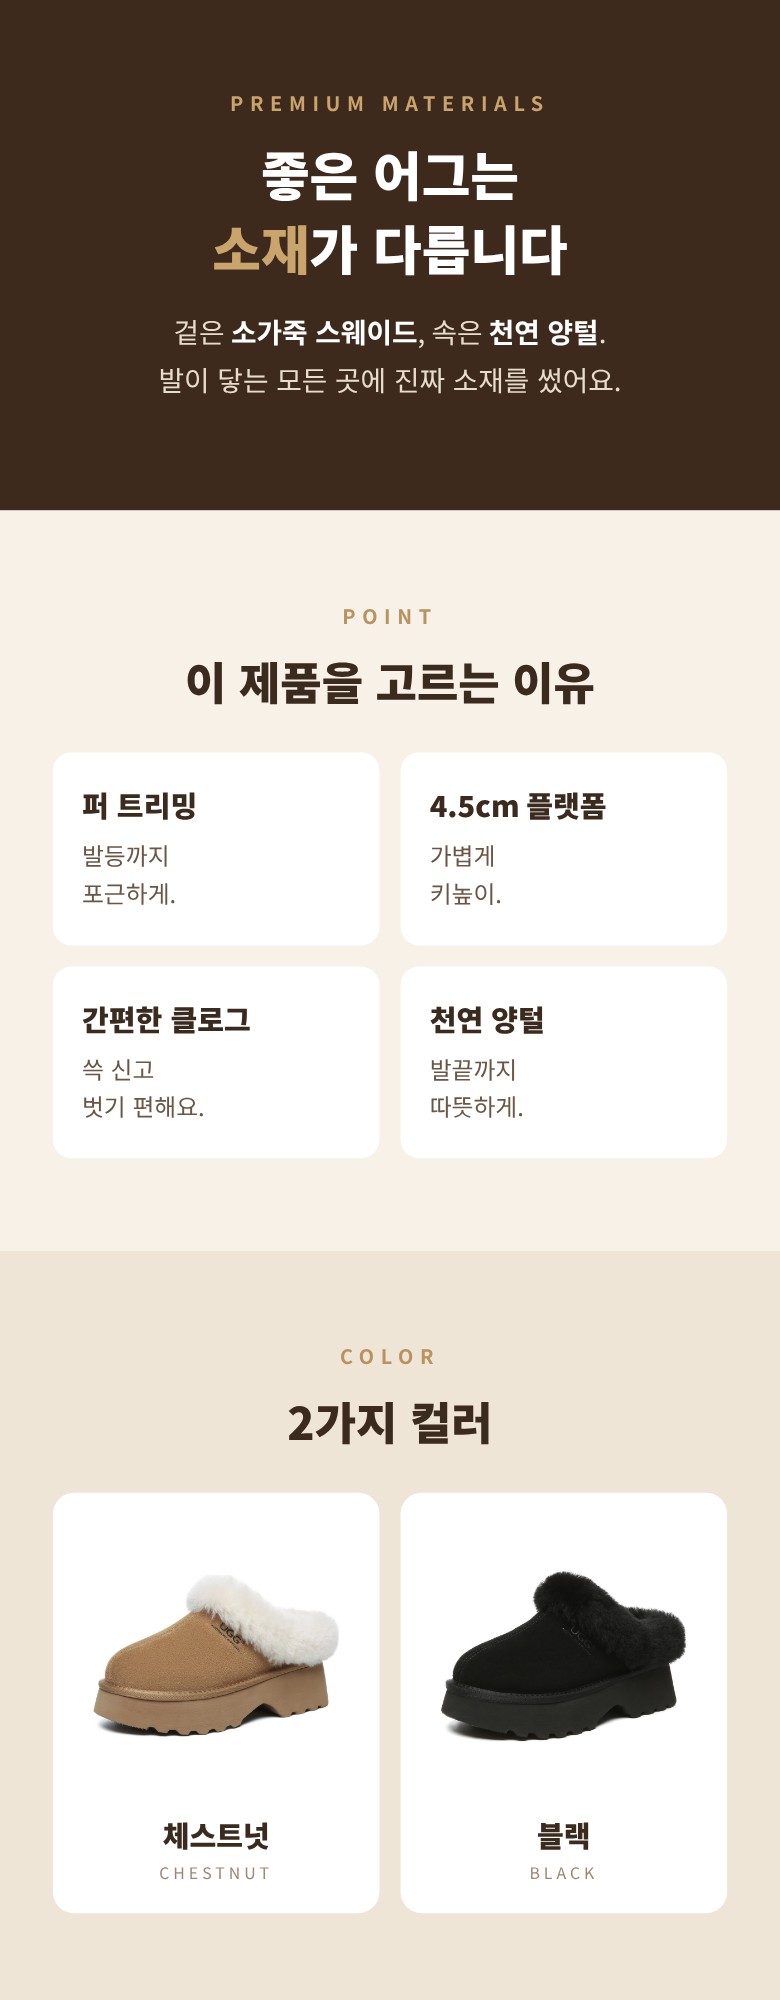 PREMIUM MATERIALS
좋은 어그는
소재가 다릅니다
겉은 소가죽 스웨이드, 속은 천연 양털.
발이 닿는 모든 곳에 진짜 소재를 썼어요.
POINT
이 제품을 고르는 이유
퍼 트리밍
발등까지
포근하게.
4.5cm 플랫폼
가볍게
키높이.
간편한 클로그
쓱 신고
벗기 편해요.
천연 양털
발끝까지
따뜻하게.
COLOR
2가지 컬러
UGG
체스트넛
CHESTNUT
UGG
블랙
BLACK